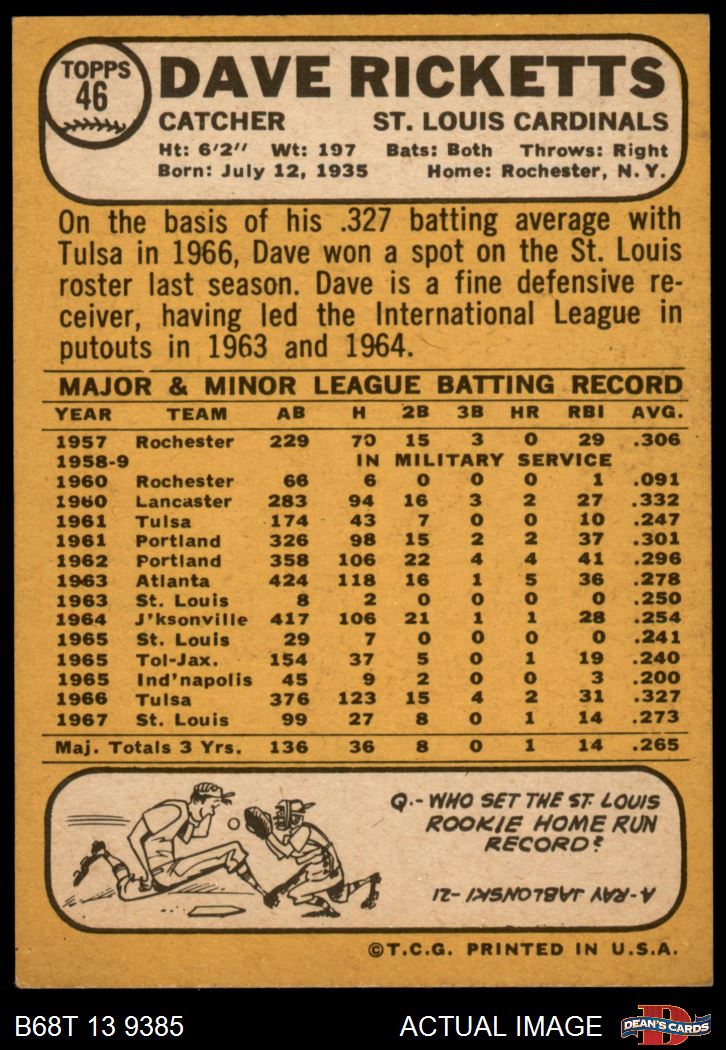 TOPPS
46
DAVE RICKETTS
CATCHER ST. LOUIS CARDINALS
Ht: 6'2" Wt: 197 Bats: Both Throws: Right
Born: July 12, 1935 Home: Rochester, N.Y.
On the basis of his .327 batting average with
Tulsa in 1966, Dave won a spot on the St. Louis
roster last season. Dave is a fine defensive re-
ceiver, having led the International League in
putouts in 1963 and 1964.
MAJOR & MINOR LEAGUE BATTING RECORD
YEAR TEAM AB H 2B 3B HR RBI AVG.
1957 Rochester 229 70 15 3 0 29 .306
1958-9 IN MILITARY SERVICE
1960 Rochester 66 6 0 0 0 1 .091
1960 Lancaster 283 94 16 3 2 27 .332
1961 Tulsa 174 43 7 0 0 10 .247
1961 Portland 326 98 15 2 2 37 .301
1962 Portland 358 106 22 4 4 41 .296
1963 Atlanta 424 118 16 1 5 36 .278
1963 St. Louis 8 2 0 0 0 0 .250
1964 J'ksonville 417 106 21 1 1 28 .254
1965 St. Louis 29 7 0 0 0 0 .241
1965 Tol-Jax. 154 37 5 0 1 19 .240
1965 Ind'napolis 45 9 2 0 0 3 .200
1966 Tulsa 376 123 15 4 2 31 .327
1967 St. Louis 99 27 8 0 1 14 .273
Maj. Totals 3 Yrs. 136 36 8 0 1 14 .265
Q.- WHO SET THE ST. LOUIS
ROOKIE HOME RUN
RECORD?
A-RAY JABLONSKI-21
©T.C.G. PRINTED IN U.S.A.
B68T 13 9385 ACTUAL IMAGE
D
DEAN'S CARDS